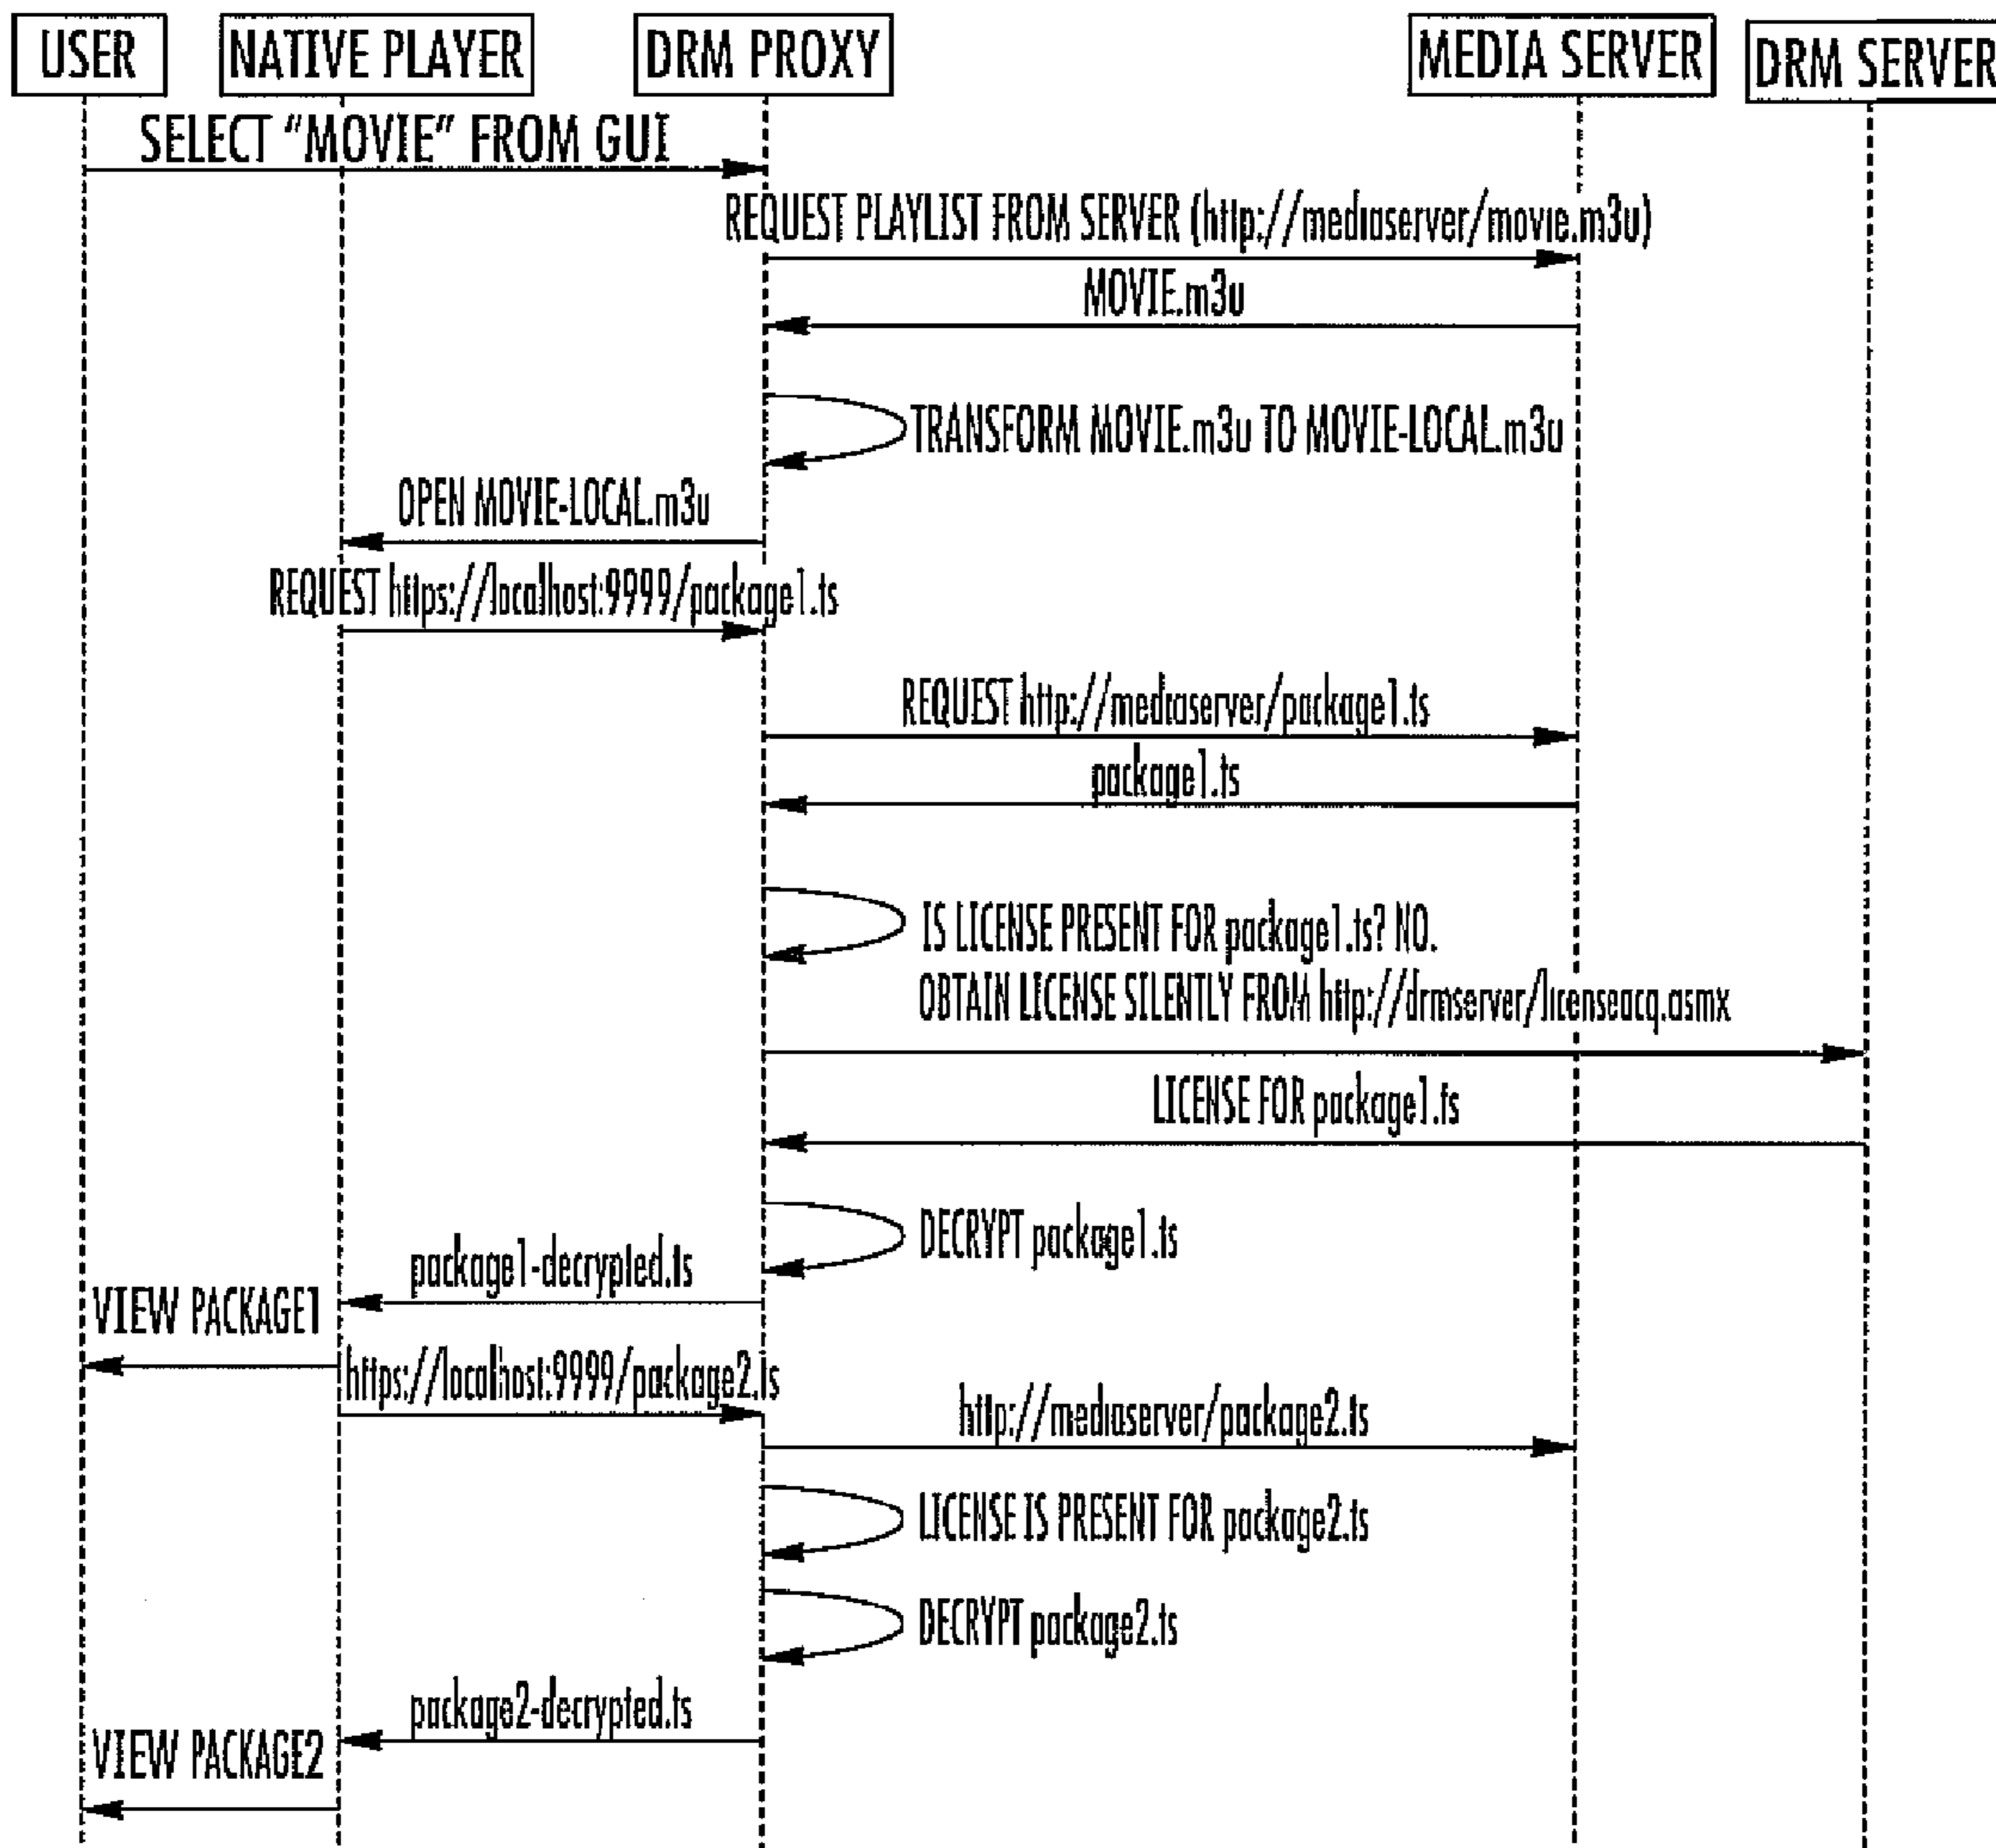 USER
NATIVE PLAYER
DRM PROXY
MEDIA SERVER
DRM SERVER
SELECT "MOVIE" FROM GUI
REQUEST PLAYLIST FROM SERVER (http://mediaserver/movie.m3u)
MOVIE.m3u
TRANSFORM MOVIE.m3u TO MOVIE-LOCAL.m3u
OPEN MOVIE-LOCAL.m3u
REQUEST https://localhost:9999/package1.ts
REQUEST http://mediaserver/package1.ts
package1.ts
IS LICENSE PRESENT FOR package1.ts? NO.
OBTAIN LICENSE SILENTLY FROM http://drmserver/licenseacq.asmx
LICENSE FOR package1.ts
DECRYPT package1.ts
package1-decrypted.ts
VIEW PACKAGE1
https://localhost:9999/package2.ts
http://mediaserver/package2.ts
LICENSE IS PRESENT FOR package2.ts
DECRYPT package2.ts
package2-decrypted.ts
VIEW PACKAGE2